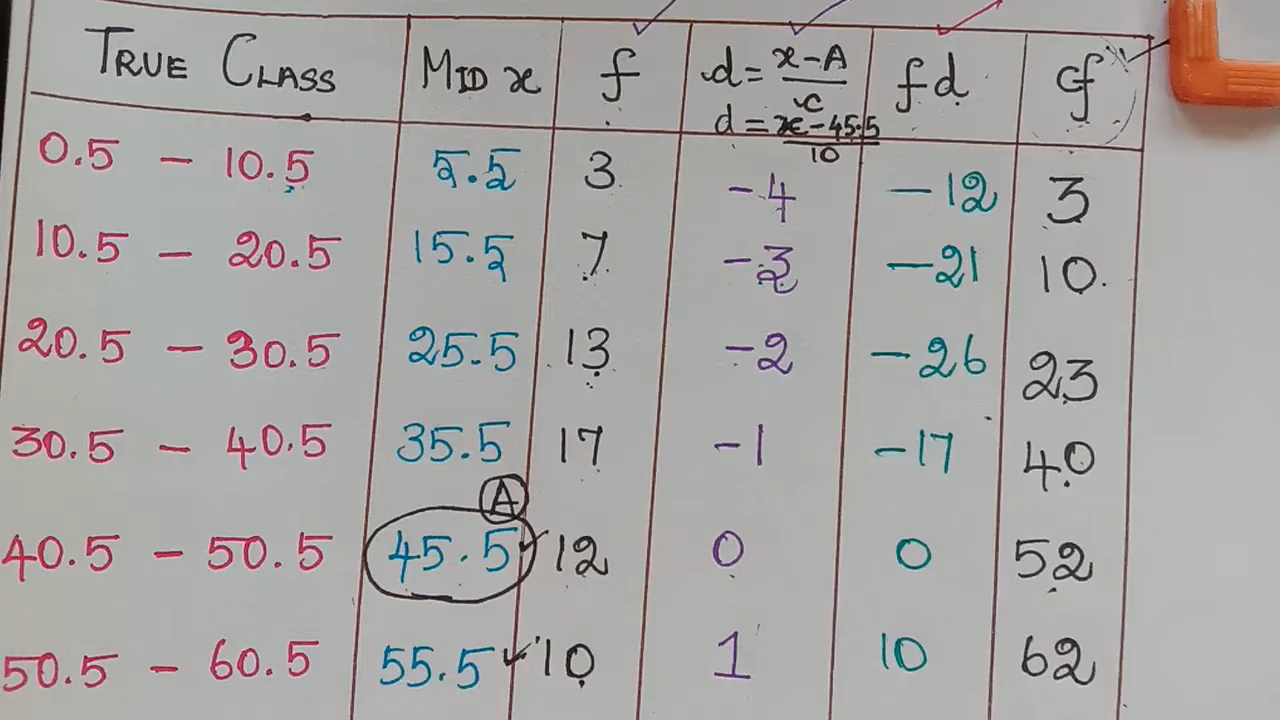 TRUE CLASS MID x f d = x-A/c fd cf
d = x-45.5/10
0.5 - 10.5 5.5 3 -4 -12 3
10.5 - 20.5 15.5 7 -3 -21 10
20.5 - 30.5 25.5 13 -2 -26 23
30.5 - 40.5 35.5 17 -1 -17 40
A
40.5 - 50.5 45.5 12 0 0 52
50.5 - 60.5 55.5 10 1 10 62